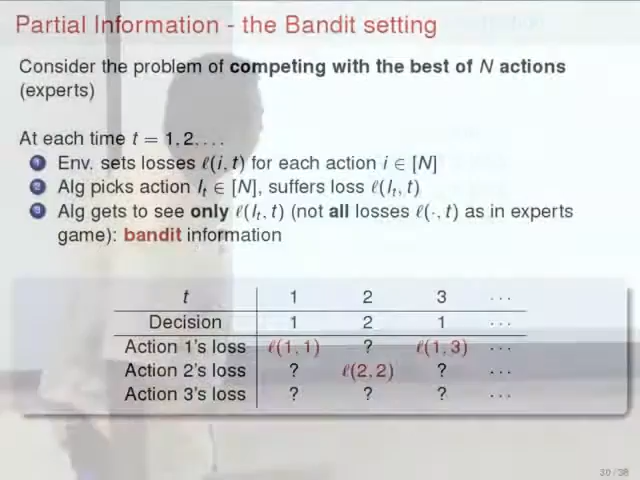 Partial Information - the Bandit setting
Consider the problem of competing with the best of N actions
(experts)
At each time t = 1, 2, . . . .
1 Env. sets losses ℓ(i, t) for each action i ∈ [N]
2 Alg picks action I_t ∈ [N], suffers loss ℓ(I_t, t)
3 Alg gets to see only ℓ(I_t, t) (not all losses ℓ(·, t) as in experts
game): bandit information
t 1 2 3 · · ·
Decision 1 2 1 · · ·
Action 1's loss ℓ(1, 1) ? ℓ(1, 3) · · ·
Action 2's loss ? ℓ(2, 2) ? · · ·
Action 3's loss ? ? ? · · ·
30 / 38